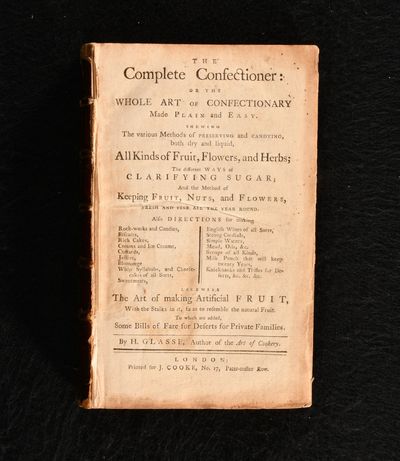 THE
Complete Confectioner:
OR THE
WHOLE ART OF CONFECTIONARY
Made PLAIN and EASY.
SHEWING
The various Methods of PRESERVING and CANDYING,
both dry and liquid,
All Kinds of Fruit, Flowers, and Herbs;
The different WAYS of
CLARIFYING SUGAR;
And the Method of
Keeping FRUIT, NUTS, and FLOWERS,
FRESH AND FINE ALL THE YEAR ROUND.
Also DIRECTIONS for making
Rock-works and Candies,
Biscuits,
Rich Cakes,
Creams and Ice Creams,
Custards,
Jellies,
Blomonge
Whip Syllabubs, and Cheese-
cakes of all Sorts,
Sweetmeats,
English Wines of all Sorts,
Strong Cordials,
Simple Waters,
Mead, Oils, &c.
Syrups of all Kinds,
Milk Punch that will keep
twenty Years,
Knicknacks and Trifles for De-
serts, &c. &c. &c.
LIKEWISE
The Art of making Artificial FRUIT,
With the Stalks in it, so as to resemble the natural Fruit.
To which are added,
Some Bills of Fare for Deserts for Private Families.
By H. GLASSE, Author of the Art of Cookery.
LONDON:
Printed for J. COOKE, No. 17, Pater-noster Row.